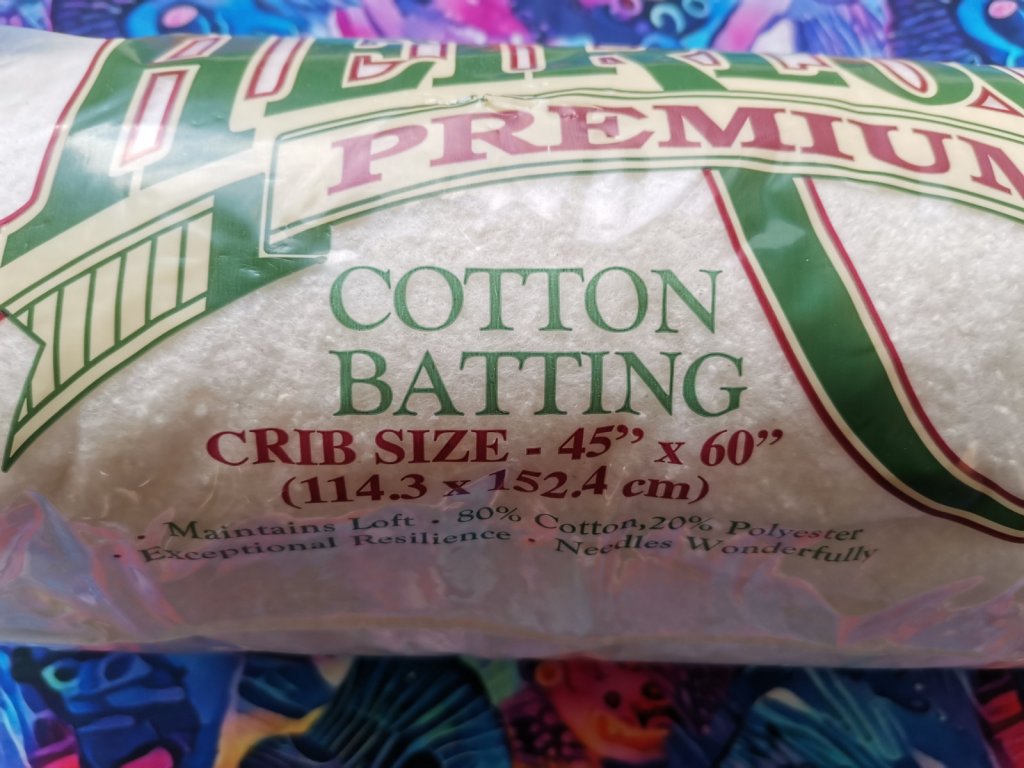 PREMIUM
COTTON
BATTING
CRIB SIZE - 45” x 60”
(114.3 x 152.4 cm)
· Maintains Loft · 80% Cotton,20% Polyester
· Exceptional Resilience · Needles Wonderfully